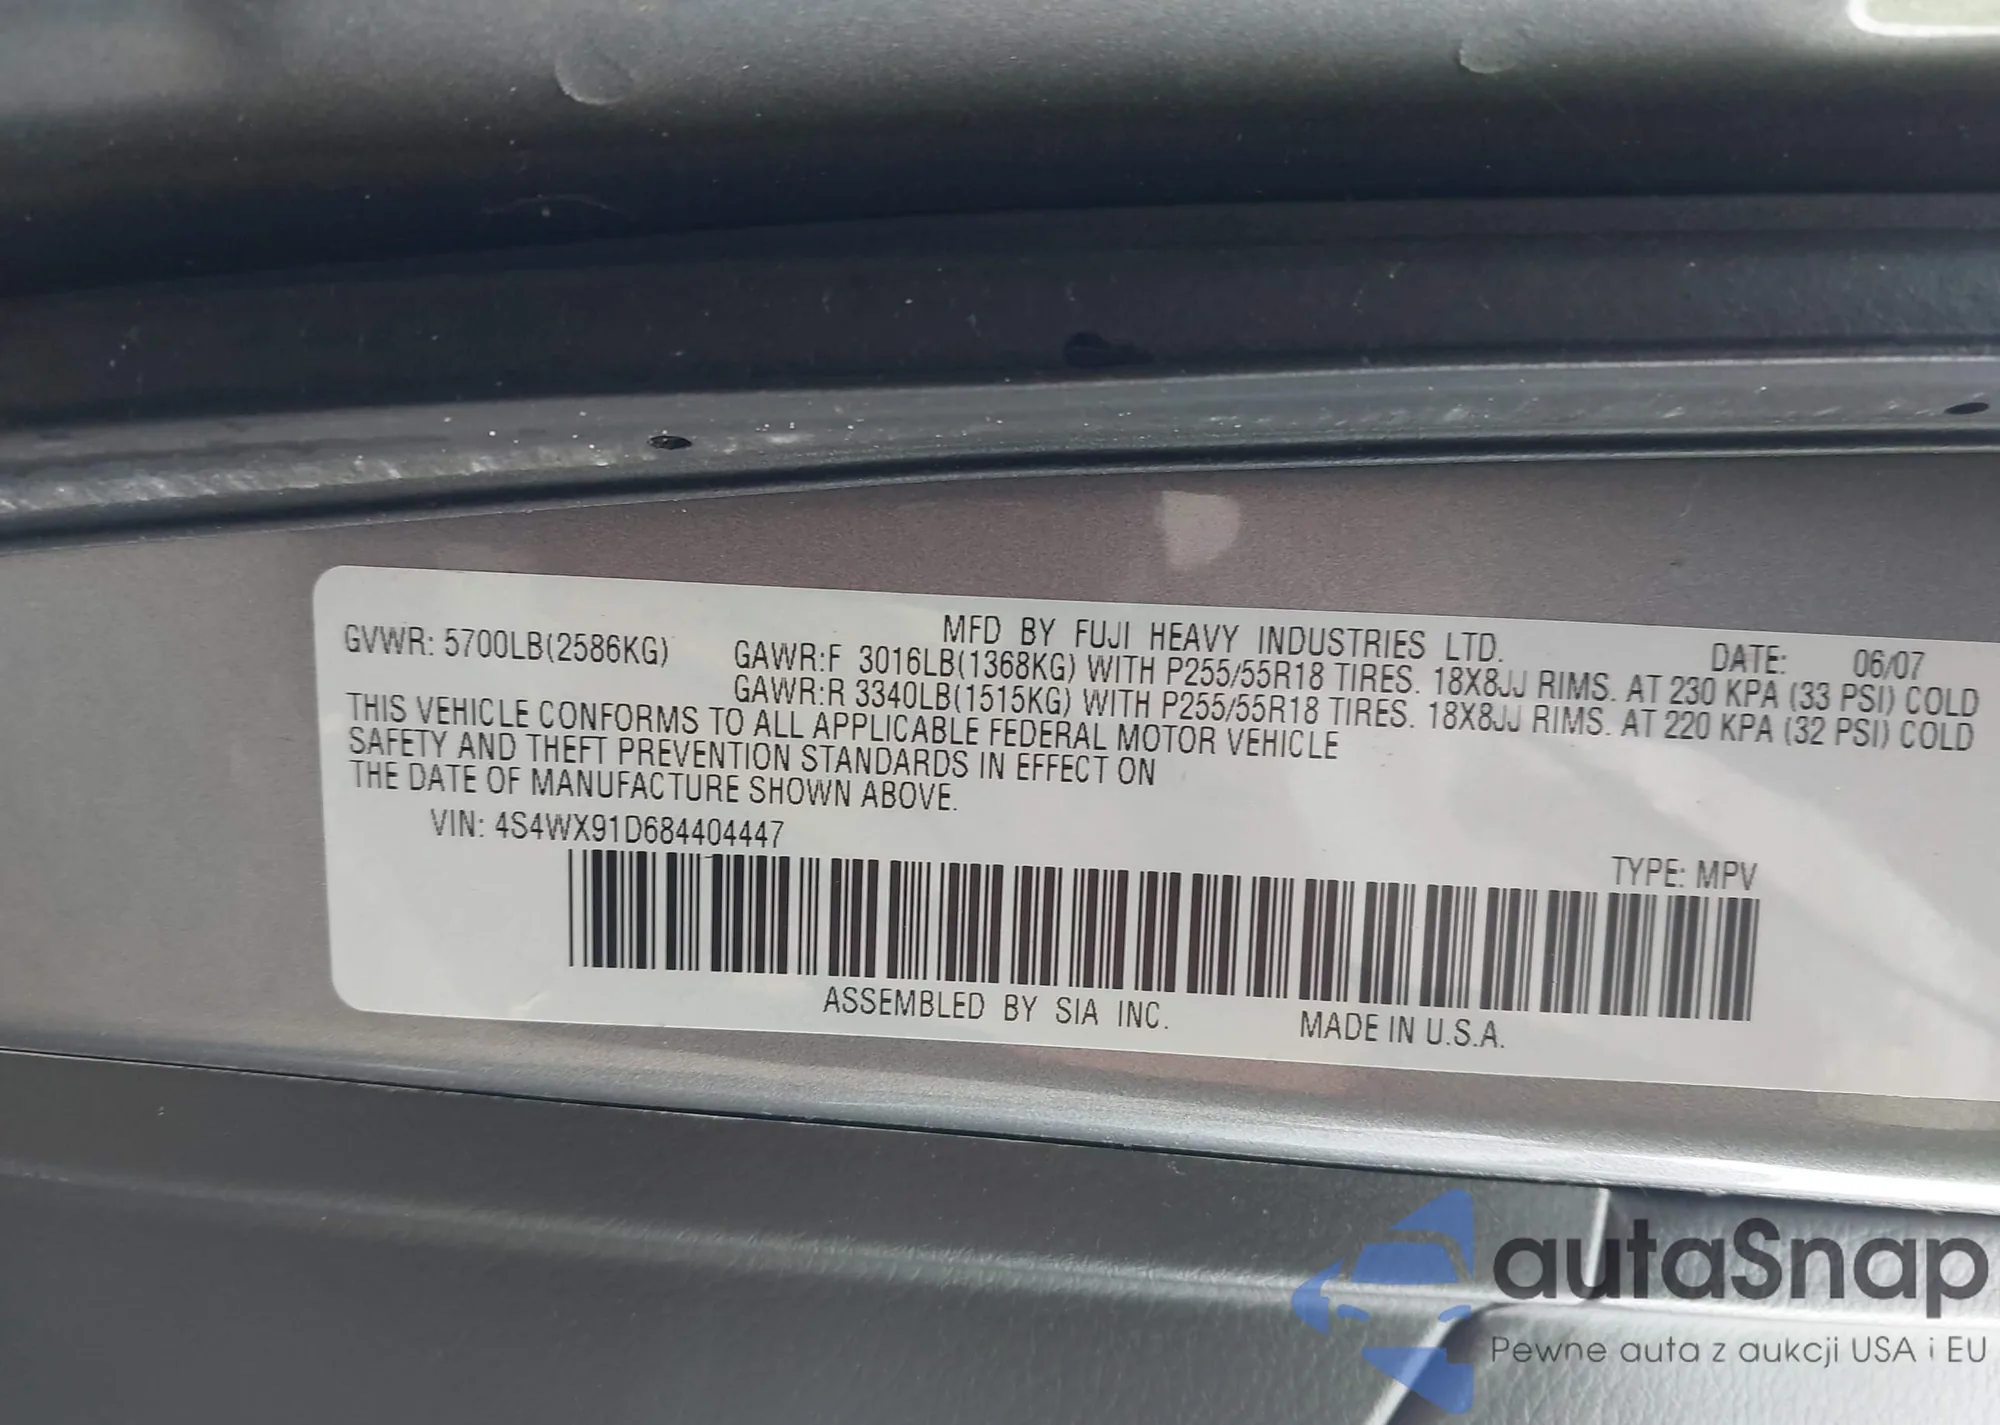 MFD BY FUJI HEAVY INDUSTRIES LTD. DATE: 06/07
GVWR: 5700LB(2586KG) GAWR:F 3016LB(1368KG) WITH P255/55R18 TIRES. 18X8JJ RIMS. AT 230 KPA (33 PSI) COLD
GAWR:R 3340LB(1515KG) WITH P255/55R18 TIRES. 18X8JJ RIMS. AT 220 KPA (32 PSI) COLD
THIS VEHICLE CONFORMS TO ALL APPLICABLE FEDERAL MOTOR VEHICLE
SAFETY AND THEFT PREVENTION STANDARDS IN EFFECT ON
THE DATE OF MANUFACTURE SHOWN ABOVE.
VIN: 4S4WX91D684404447 TYPE: MPV
ASSEMBLED BY SIA INC. MADE IN U.S.A.
autaSnap
Pewne auta z aukcji USA i EU